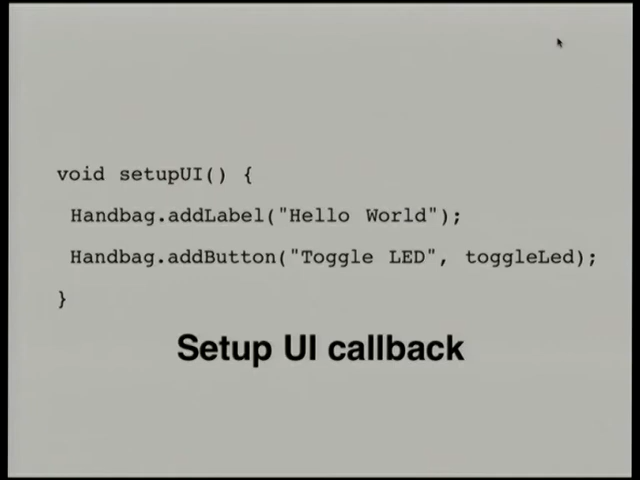 void setupUI() {
Handbag.addLabel("Hello World");
Handbag.addButton("Toggle LED", toggleLed);
}
Setup UI callback